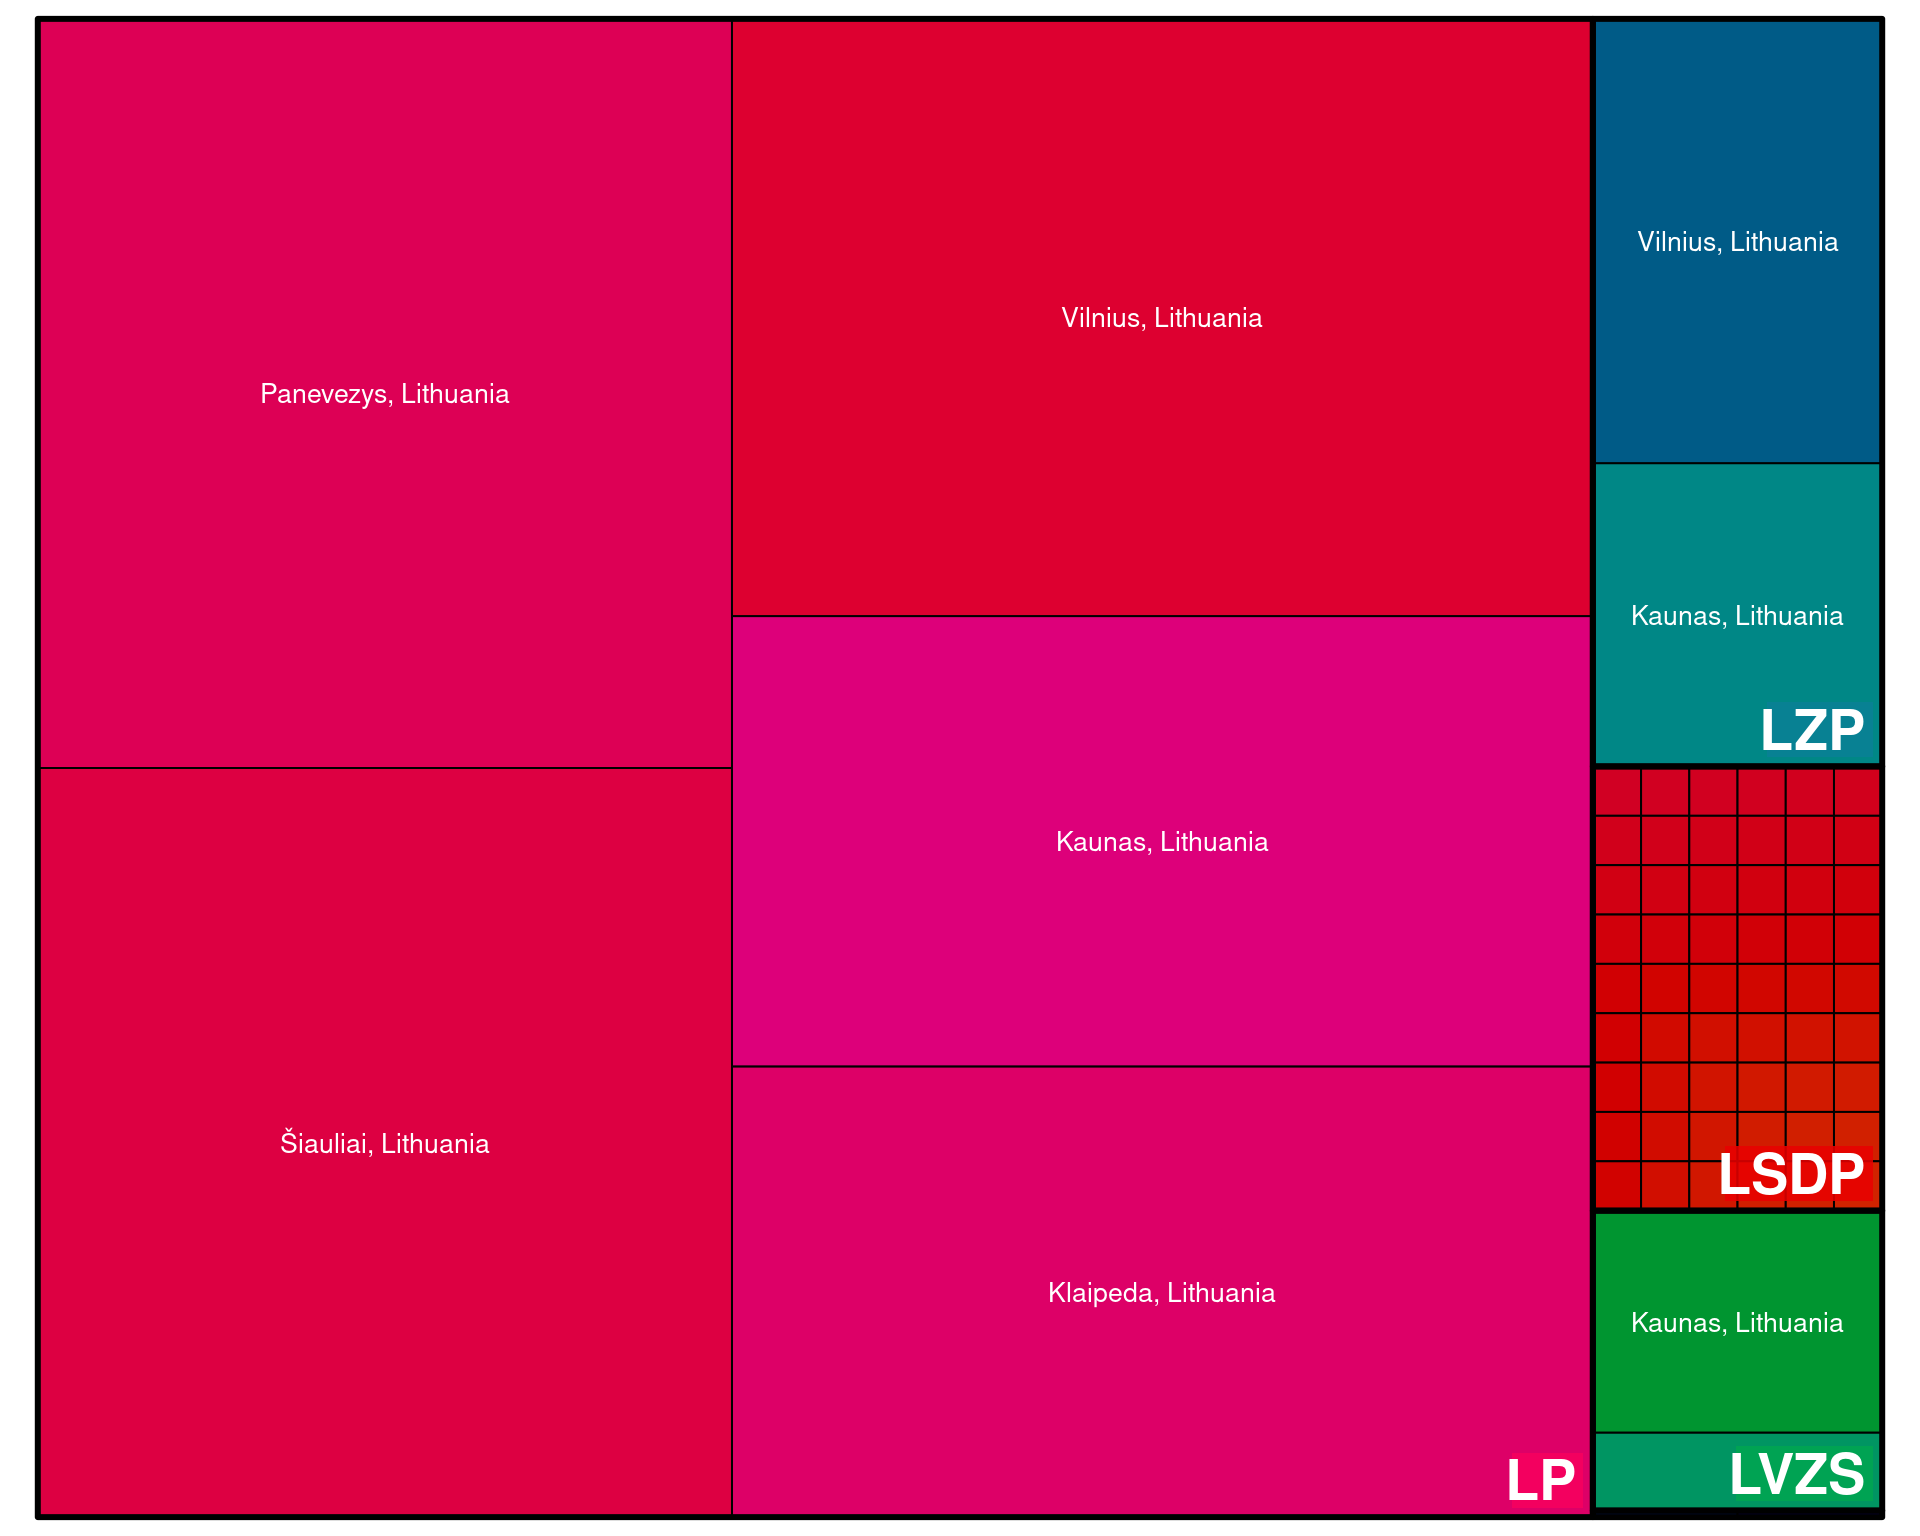 Panevezys, Lithuania
Šiauliai, Lithuania
Vilnius, Lithuania
Kaunas, Lithuania
Klaipeda, Lithuania
LP
Vilnius, Lithuania
Kaunas, Lithuania
LZP
LSDP
Kaunas, Lithuania
LVZS